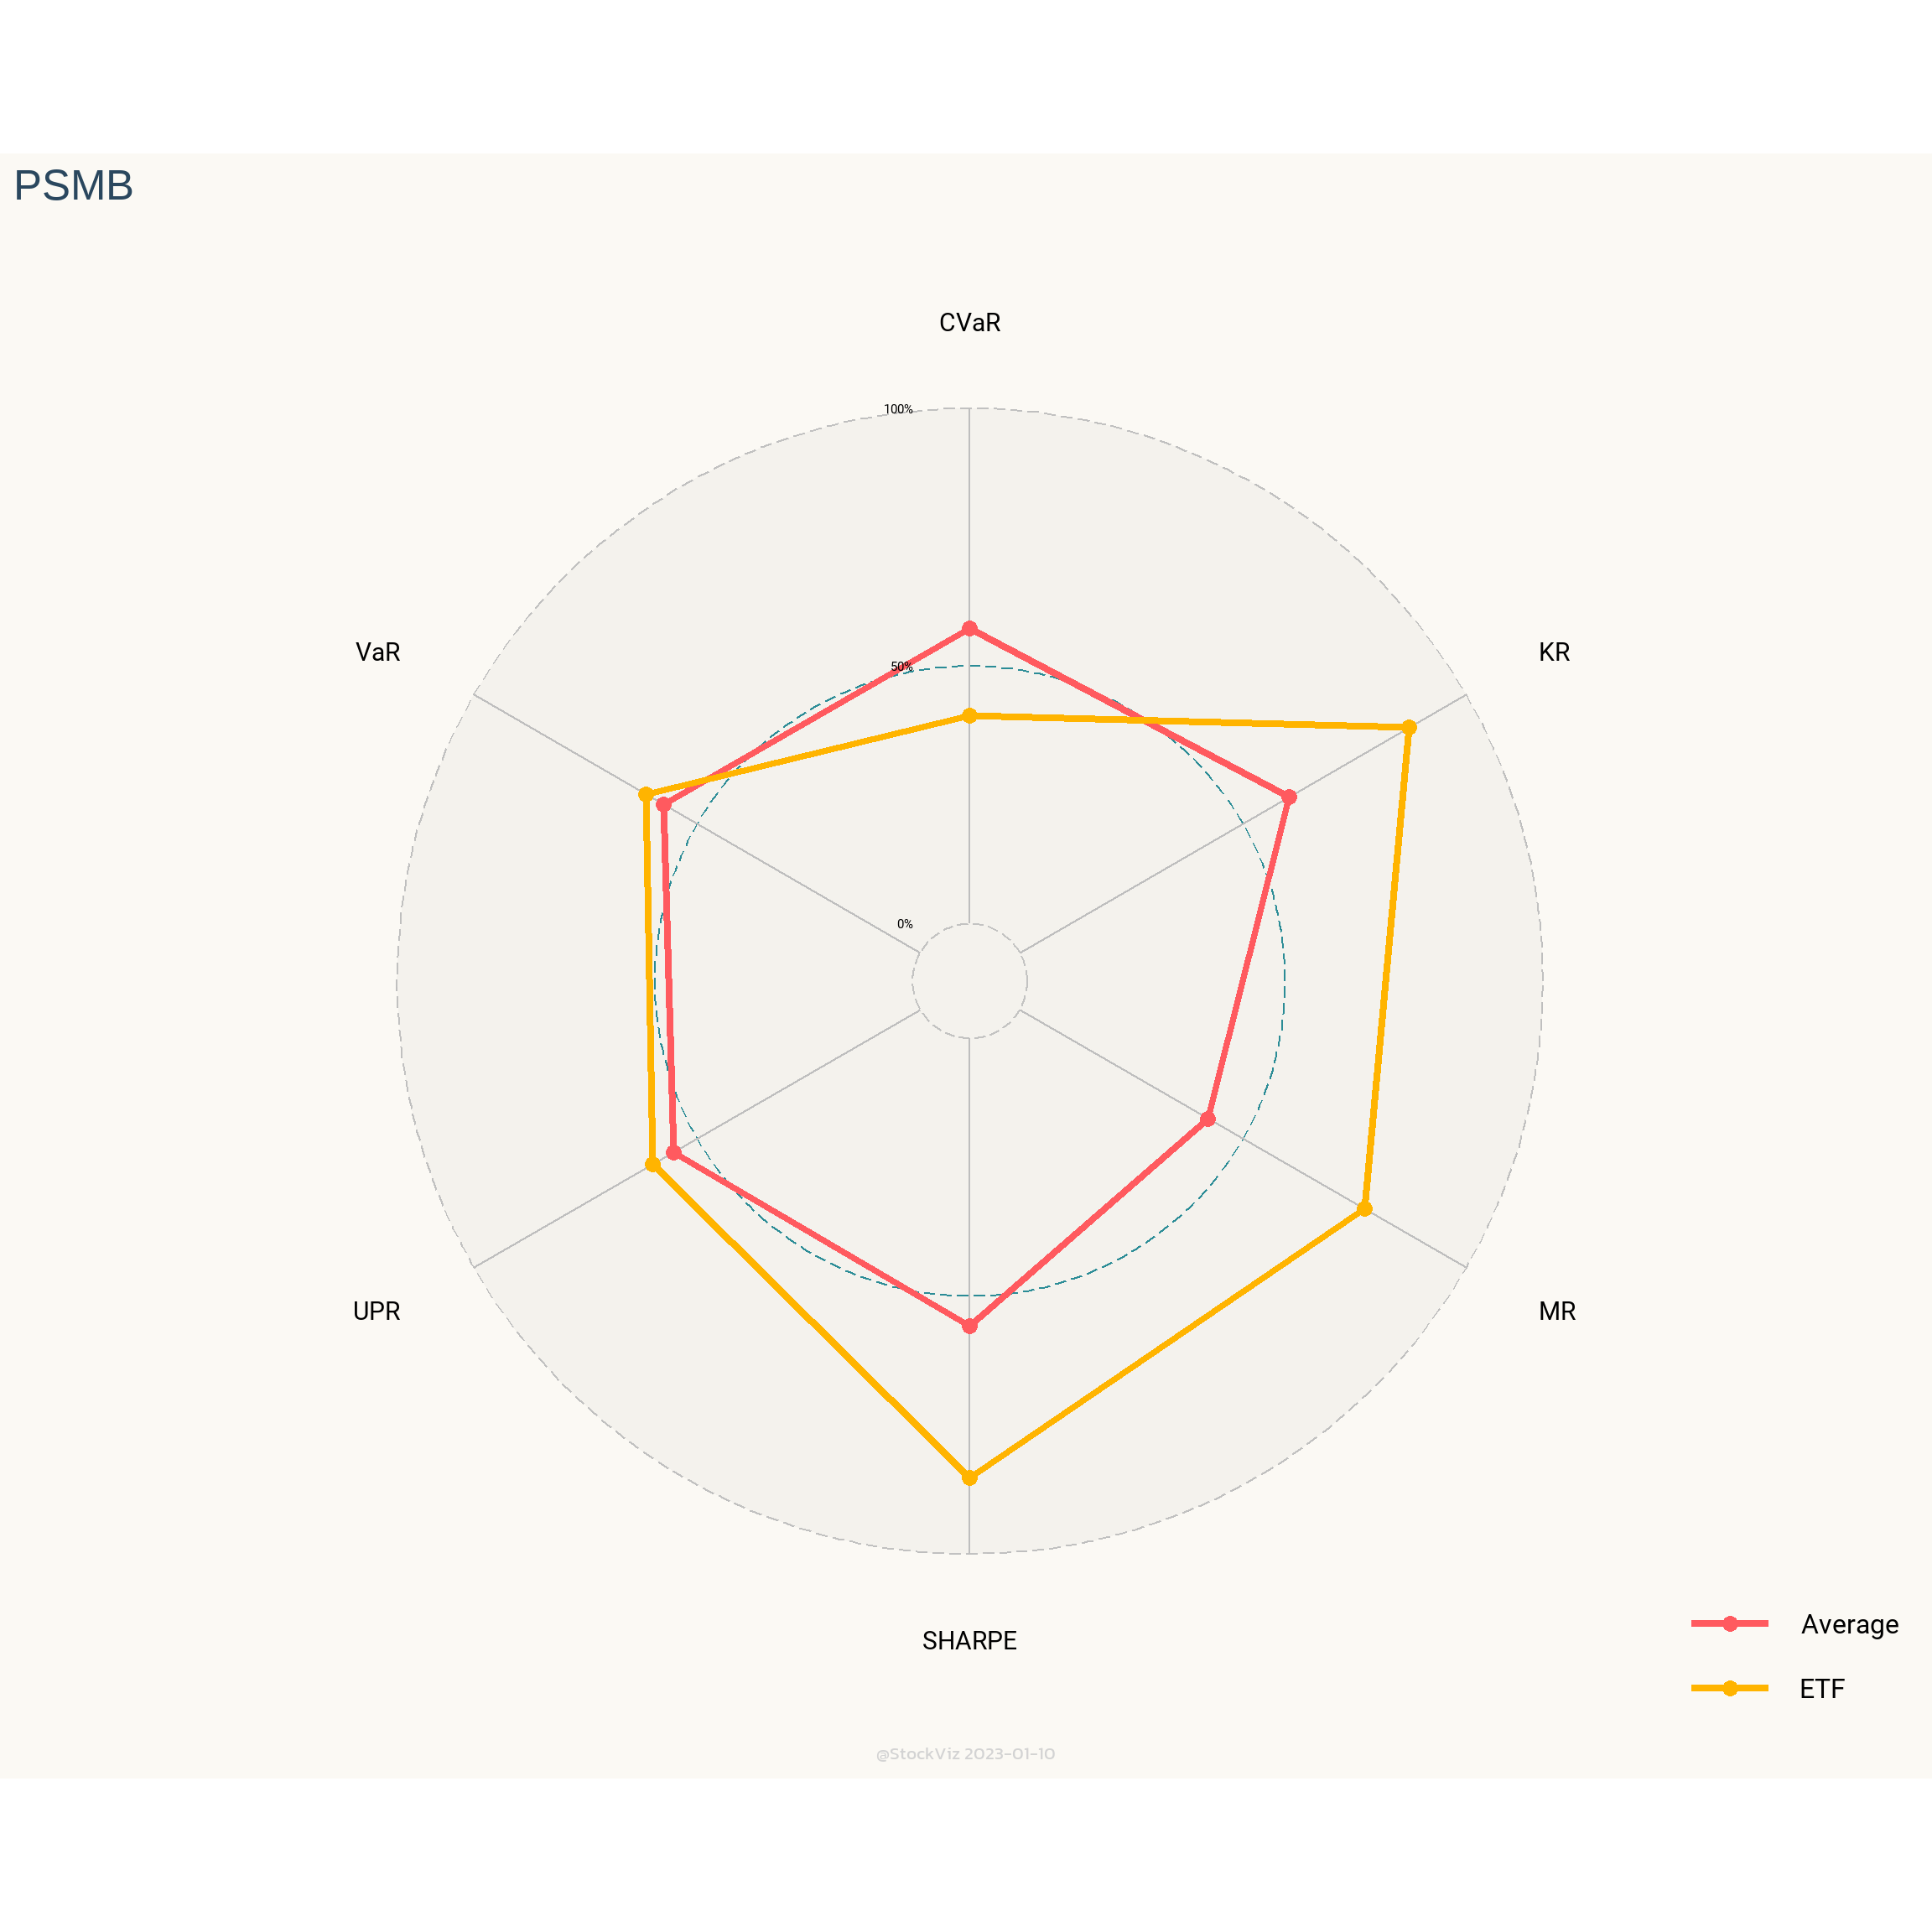 PSMB
CVaR
100%
VaR
KR
50%
0%
UPR
MR
SHARPE
Average
ETF
@StockViz 2023-01-10